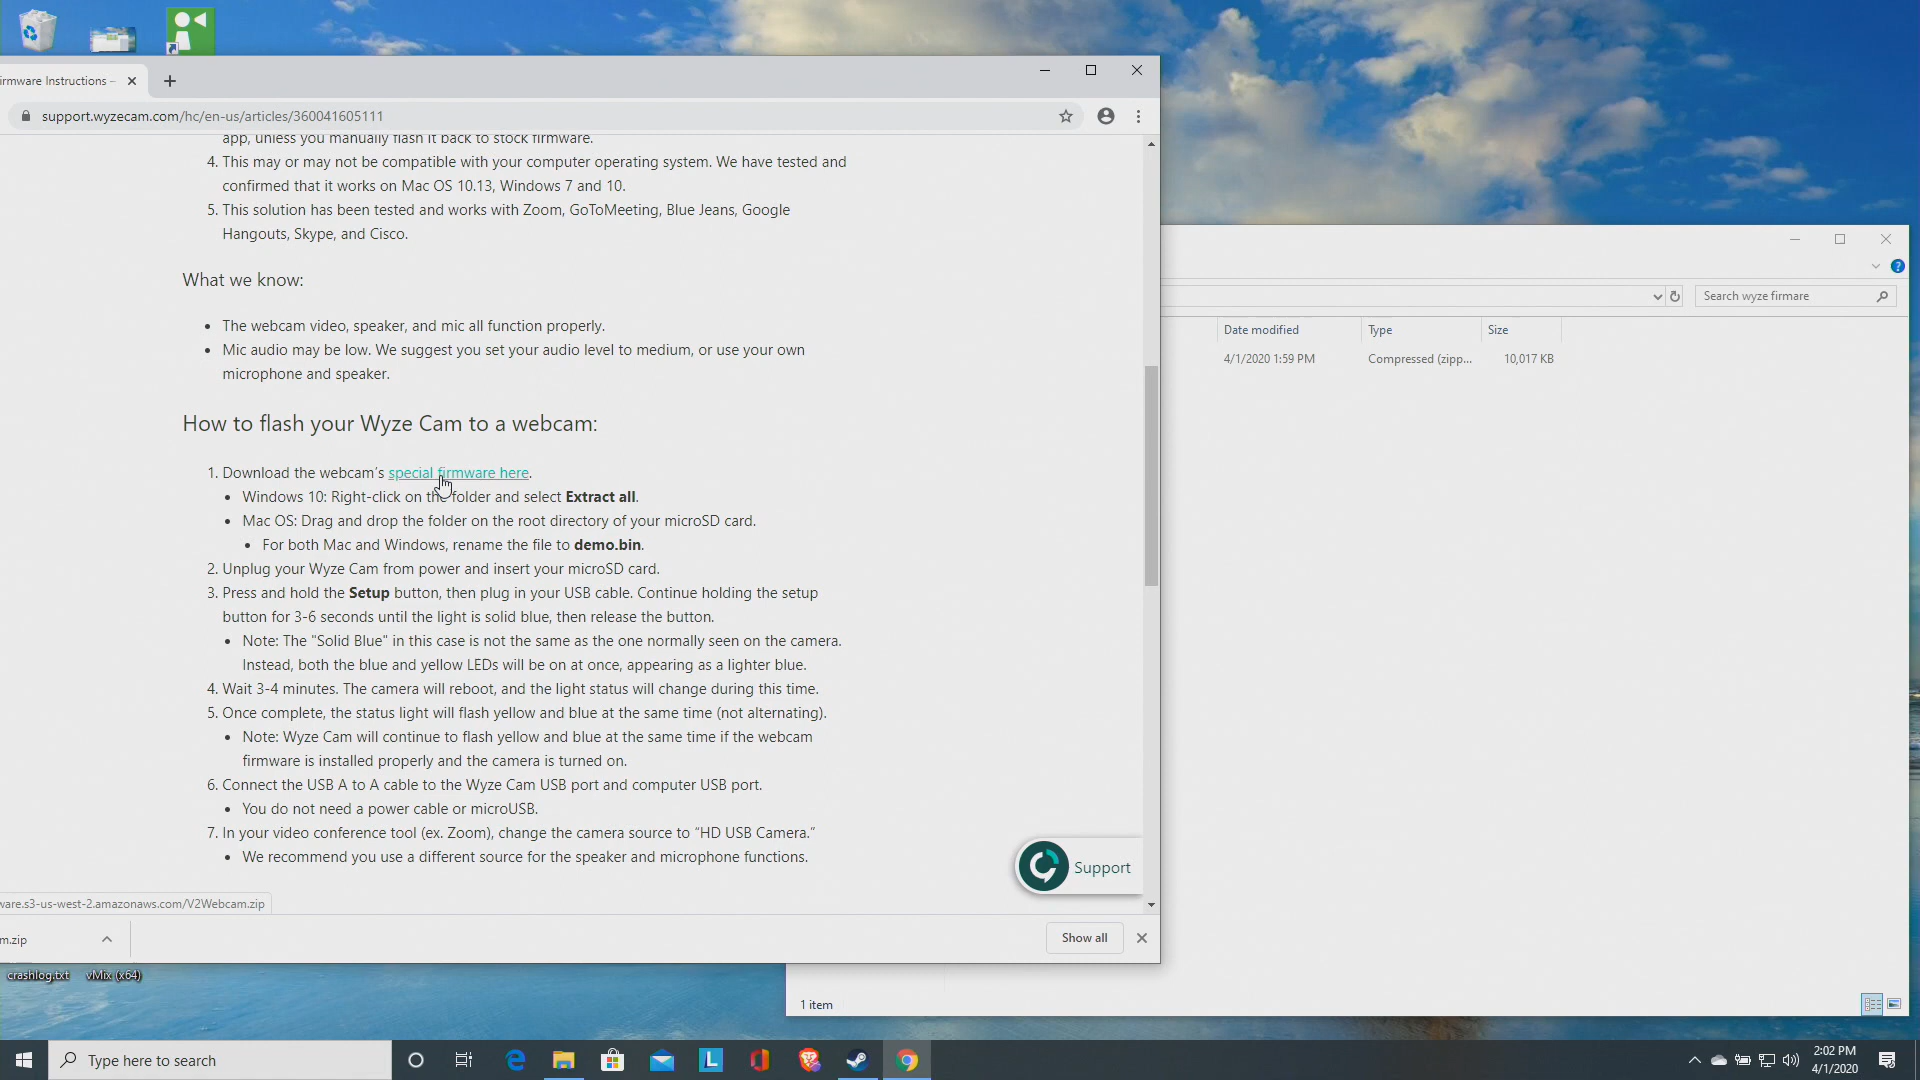 irmware Instructions –
support.wyzecam.com/hc/en-us/articles/360041605111
app, unless you manually flash it back to stock firmware.
4. This may or may not be compatible with your computer operating system. We have tested and
confirmed that it works on Mac OS 10.13, Windows 7 and 10.
5. This solution has been tested and works with Zoom, GoToMeeting, Blue Jeans, Google
Hangouts, Skype, and Cisco.
What we know:
• The webcam video, speaker, and mic all function properly.
• Mic audio may be low. We suggest you set your audio level to medium, or use your own
microphone and speaker.
How to flash your Wyze Cam to a webcam:
1. Download the webcam’s special firmware here.
• Windows 10: Right-click on the folder and select Extract all.
• Mac OS: Drag and drop the folder on the root directory of your microSD card.
• For both Mac and Windows, rename the file to demo.bin.
2. Unplug your Wyze Cam from power and insert your microSD card.
3. Press and hold the Setup button, then plug in your USB cable. Continue holding the setup
button for 3-6 seconds until the light is solid blue, then release the button.
• Note: The "Solid Blue" in this case is not the same as the one normally seen on the camera.
Instead, both the blue and yellow LEDs will be on at once, appearing as a lighter blue.
4. Wait 3-4 minutes. The camera will reboot, and the light status will change during this time.
5. Once complete, the status light will flash yellow and blue at the same time (not alternating).
• Note: Wyze Cam will continue to flash yellow and blue at the same time if the webcam
firmware is installed properly and the camera is turned on.
6. Connect the USB A to A cable to the Wyze Cam USB port and computer USB port.
• You do not need a power cable or microUSB.
7. In your video conference tool (ex. Zoom), change the camera source to “HD USB Camera.”
• We recommend you use a different source for the speaker and microphone functions.
Support
ware.s3-us-west-2.amazonaws.com/V2Webcam.zip
m.zip
Show all
crashlog.txt
vMix (x64)
Search wyze firmare
Date modified
Type
Size
4/1/2020 1:59 PM
Compressed (zipp...
10,017 KB
1 item
Type here to search
2:02 PM
4/1/2020